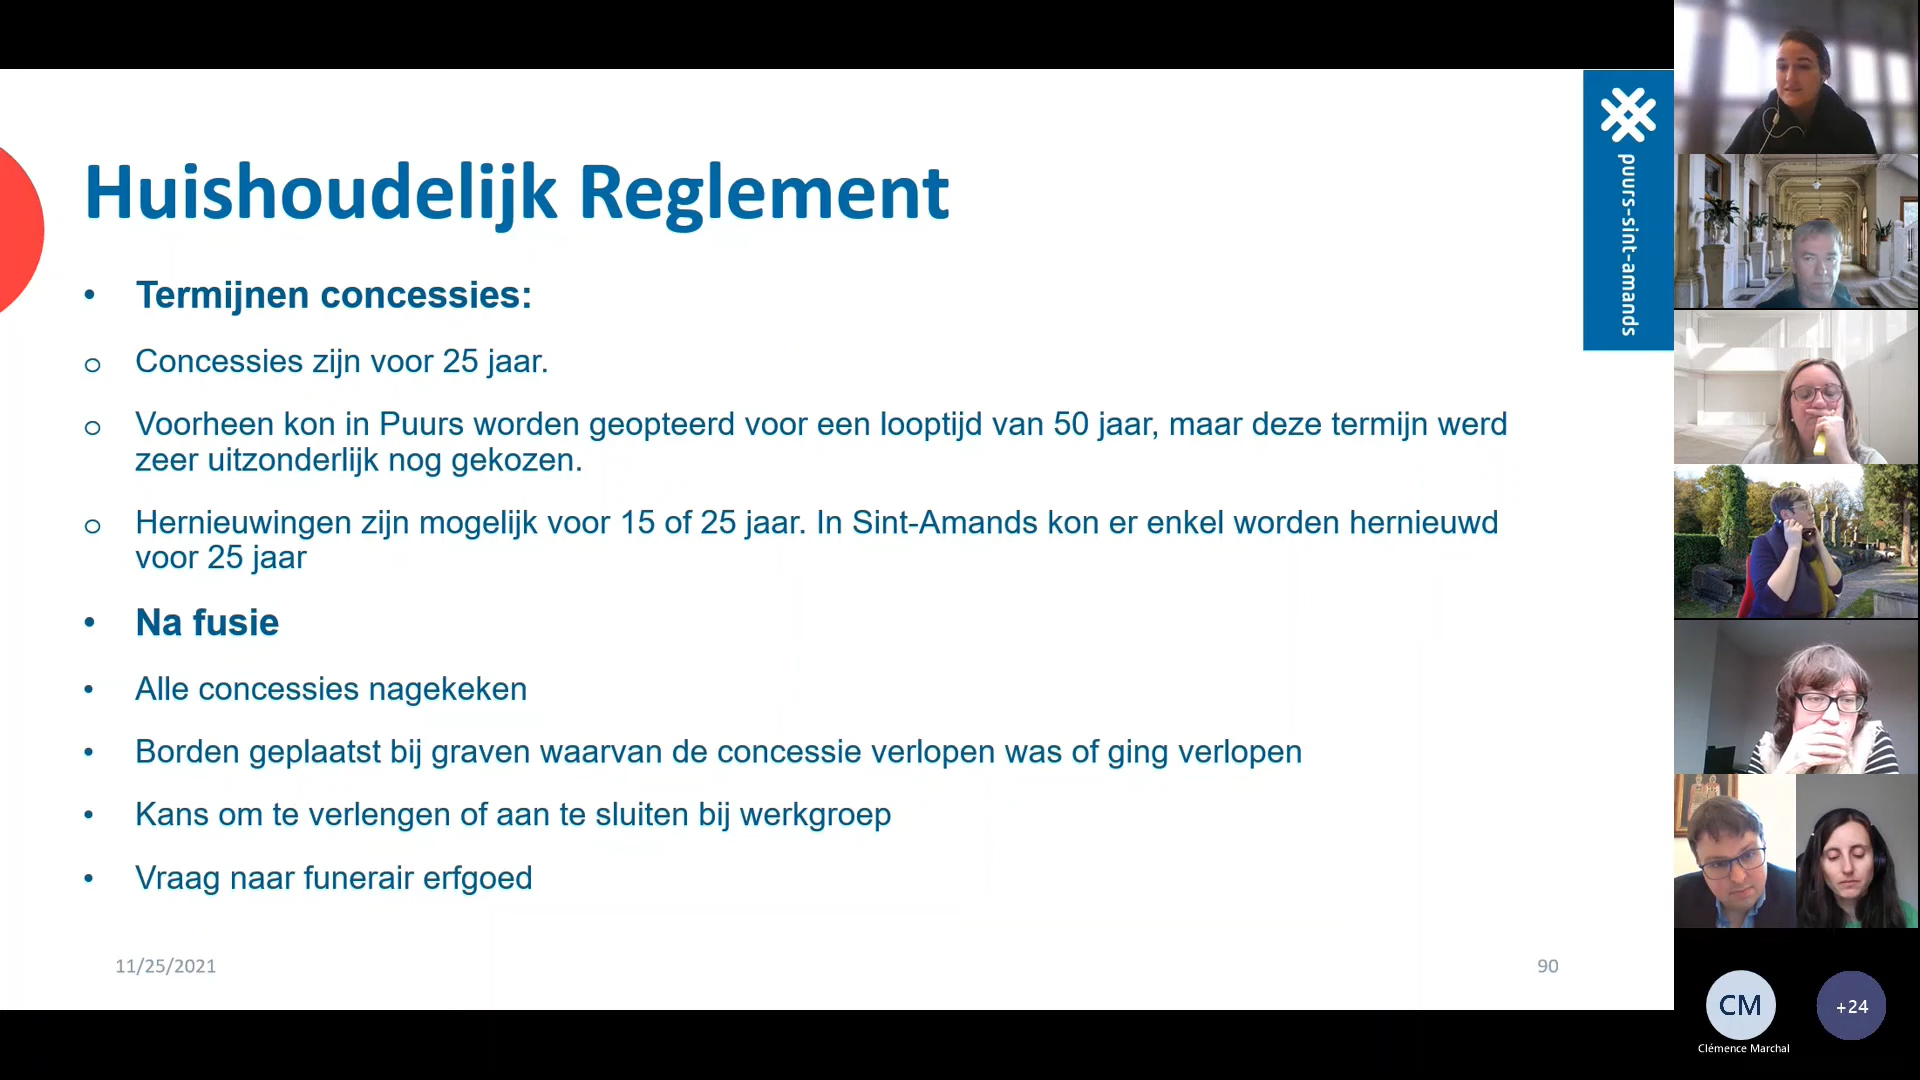 Huishoudelijk Reglement
• Termijnen concessies:
o Concessies zijn voor 25 jaar.
o Voorheen kon in Puurs worden geopteerd voor een looptijd van 50 jaar, maar deze termijn werd
zeer uitzonderlijk nog gekozen.
o Hernieuwingen zijn mogelijk voor 15 of 25 jaar. In Sint-Amands kon er enkel worden hernieuwd
voor 25 jaar
• Na fusie
• Alle concessies nagekeken
• Borden geplaatst bij graven waarvan de concessie verlopen was of ging verlopen
• Kans om te verlengen of aan te sluiten bij werkgroep
• Vraag naar funerair erfgoed
11/25/2021
90
puurs-sint-amands
CM
+24
Clémence Marchal